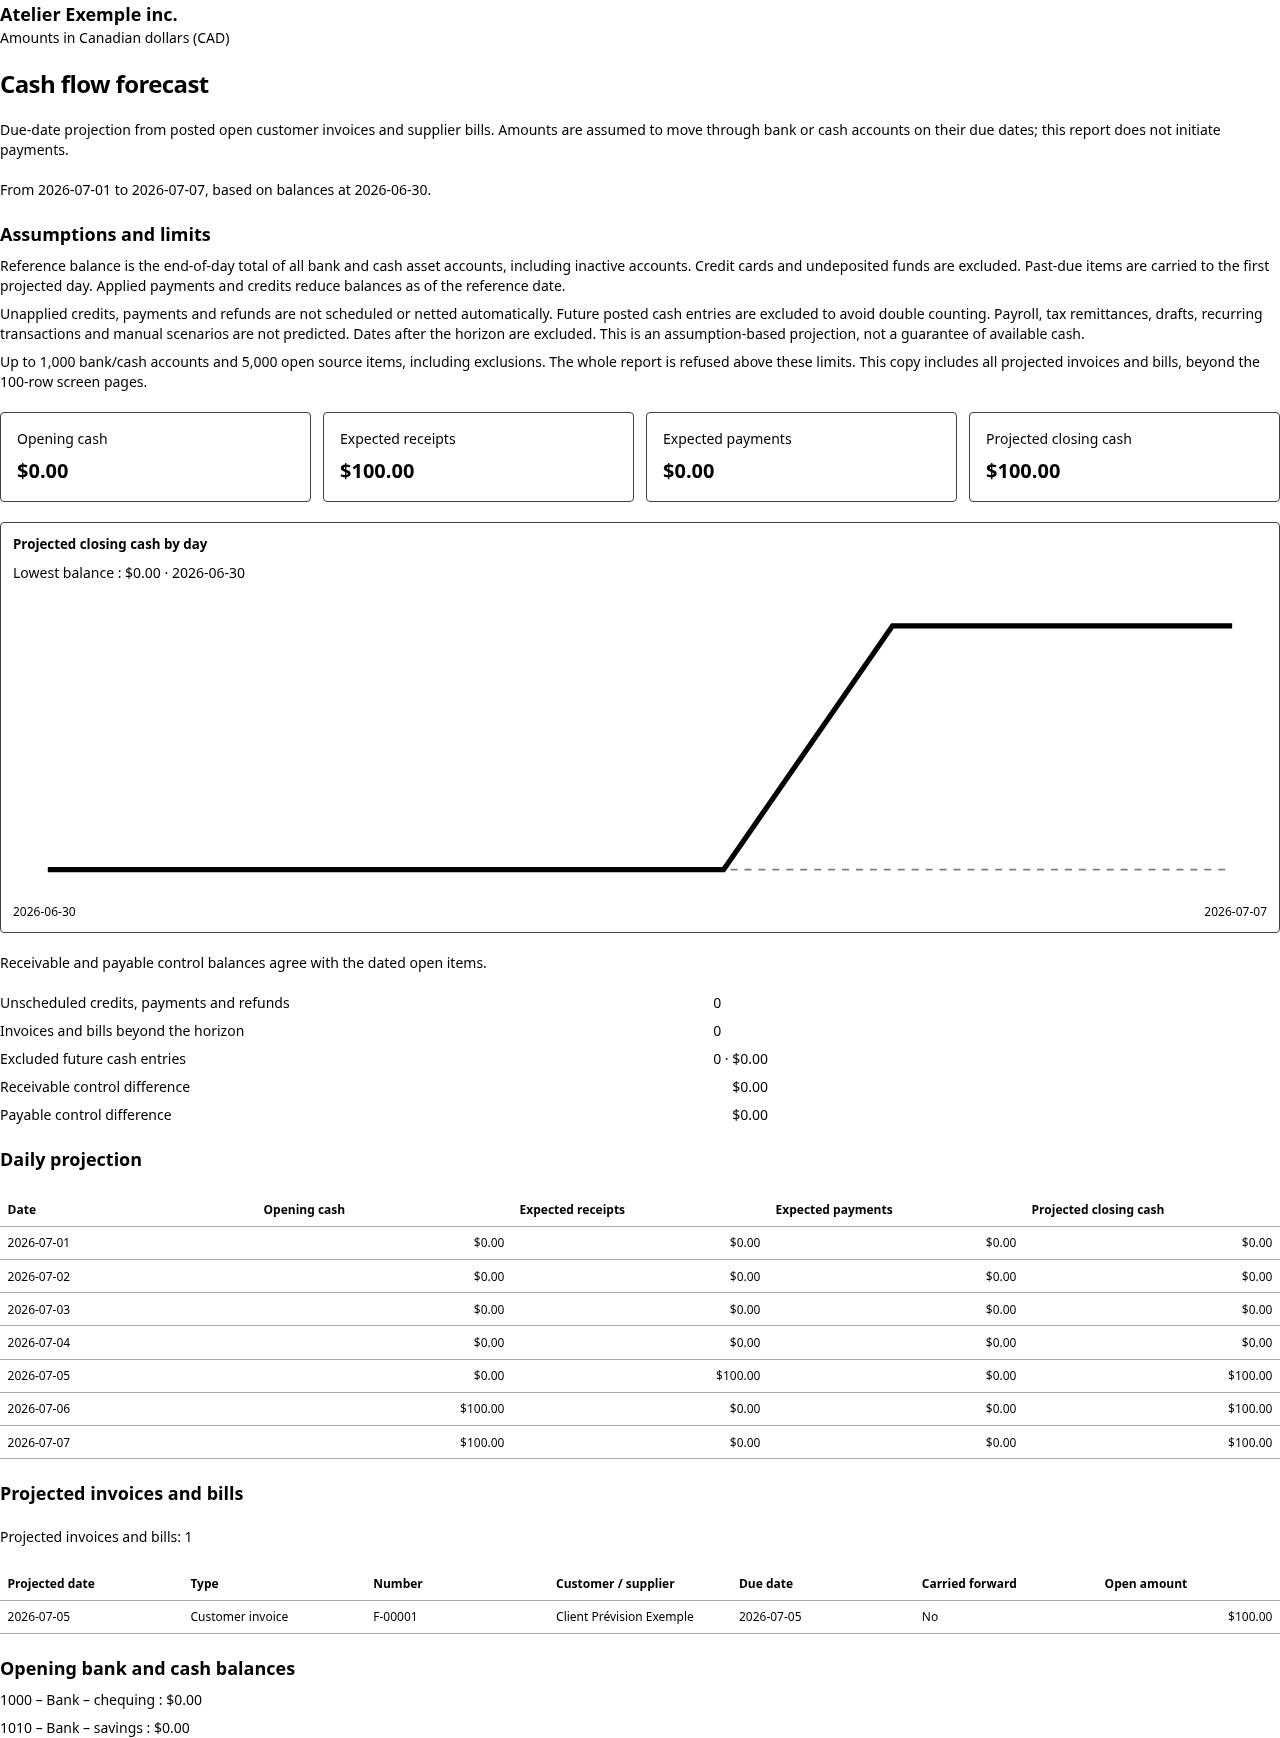 Atelier Exemple inc.
Amounts in Canadian dollars (CAD)
Cash flow forecast
Due-date projection from posted open customer invoices and supplier bills. Amounts are assumed to move through bank or cash accounts on their due dates; this report does not initiate
payments.
From 2026-07-01 to 2026-07-07, based on balances at 2026-06-30.
Assumptions and limits
Reference balance is the end-of-day total of all bank and cash asset accounts, including inactive accounts. Credit cards and undeposited funds are excluded. Past-due items are carried to the first
projected day. Applied payments and credits reduce balances as of the reference date.
Unapplied credits, payments and refunds are not scheduled or netted automatically. Future posted cash entries are excluded to avoid double counting. Payroll, tax remittances, drafts, recurring
transactions and manual scenarios are not predicted. Dates after the horizon are excluded. This is an assumption-based projection, not a guarantee of available cash.
Up to 1,000 bank/cash accounts and 5,000 open source items, including exclusions. The whole report is refused above these limits. This copy includes all projected invoices and bills, beyond the
100-row screen pages.
Opening cash Expected receipts Expected payments Projected closing cash
$0.00 $100.00 $0.00 $100.00
Projected closing cash by day
Lowest balance : $0.00 · 2026-06-30
2026-06-30 2026-07-07
Receivable and payable control balances agree with the dated open items.
Unscheduled credits, payments and refunds 0
Invoices and bills beyond the horizon 0
Excluded future cash entries 0 · $0.00
Receivable control difference $0.00
Payable control difference $0.00
Daily projection
Date Opening cash Expected receipts Expected payments Projected closing cash
2026-07-01 $0.00 $0.00 $0.00 $0.00
2026-07-02 $0.00 $0.00 $0.00 $0.00
2026-07-03 $0.00 $0.00 $0.00 $0.00
2026-07-04 $0.00 $0.00 $0.00 $0.00
2026-07-05 $0.00 $100.00 $0.00 $100.00
2026-07-06 $100.00 $0.00 $0.00 $100.00
2026-07-07 $100.00 $0.00 $0.00 $100.00
Projected invoices and bills
Projected invoices and bills: 1
Projected date Type Number Customer / supplier Due date Carried forward Open amount
2026-07-05 Customer invoice F-00001 Client Prévision Exemple 2026-07-05 No $100.00
Opening bank and cash balances
1000 – Bank – chequing : $0.00
1010 – Bank – savings : $0.00